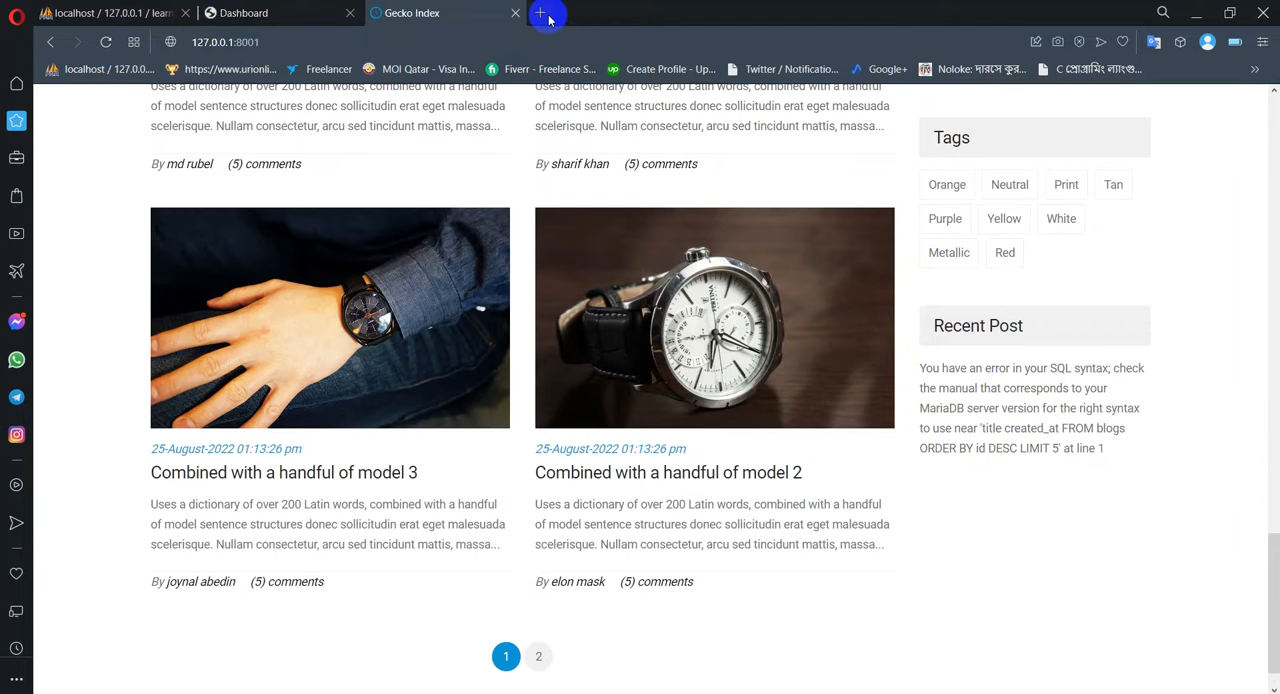 localhost / 127.0.0.1 / learn
Dashboard
Gecko Index
127.0.0.1:8001
localhost / 127.0.0....
https://www.urionli...
Freelancer
MOI Qatar - Visa In...
Fiverr - Freelance S...
Create Profile - Up...
Twitter / Notificatio...
Google+
Noloke: দারসে কুর...
C প্রোগ্রামিং ল্যাংগু...
Uses a dictionary of over 200 Latin words, combined with a handful
of model sentence structures donec sollicitudin erat eget malesuada
scelerisque. Nullam consectetur, arcu sed tincidunt mattis, massa...
By md rubel (5) comments
Uses a dictionary of over 200 Latin words, combined with a handful
of model sentence structures donec sollicitudin erat eget malesuada
scelerisque. Nullam consectetur, arcu sed tincidunt mattis, massa...
By sharif khan (5) comments
25-August-2022 01:13:26 pm
Combined with a handful of model 3
Uses a dictionary of over 200 Latin words, combined with a handful
of model sentence structures donec sollicitudin erat eget malesuada
scelerisque. Nullam consectetur, arcu sed tincidunt mattis, massa...
By joynal abedin (5) comments
25-August-2022 01:13:26 pm
Combined with a handful of model 2
Uses a dictionary of over 200 Latin words, combined with a handful
of model sentence structures donec sollicitudin erat eget malesuada
scelerisque. Nullam consectetur, arcu sed tincidunt mattis, massa...
By elon mask (5) comments
1 2
Tags
Orange Neutral Print Tan
Purple Yellow White
Metallic Red
Recent Post
You have an error in your SQL syntax; check
the manual that corresponds to your
MariaDB server version for the right syntax
to use near 'title created_at FROM blogs
ORDER BY id DESC LIMIT 5' at line 1